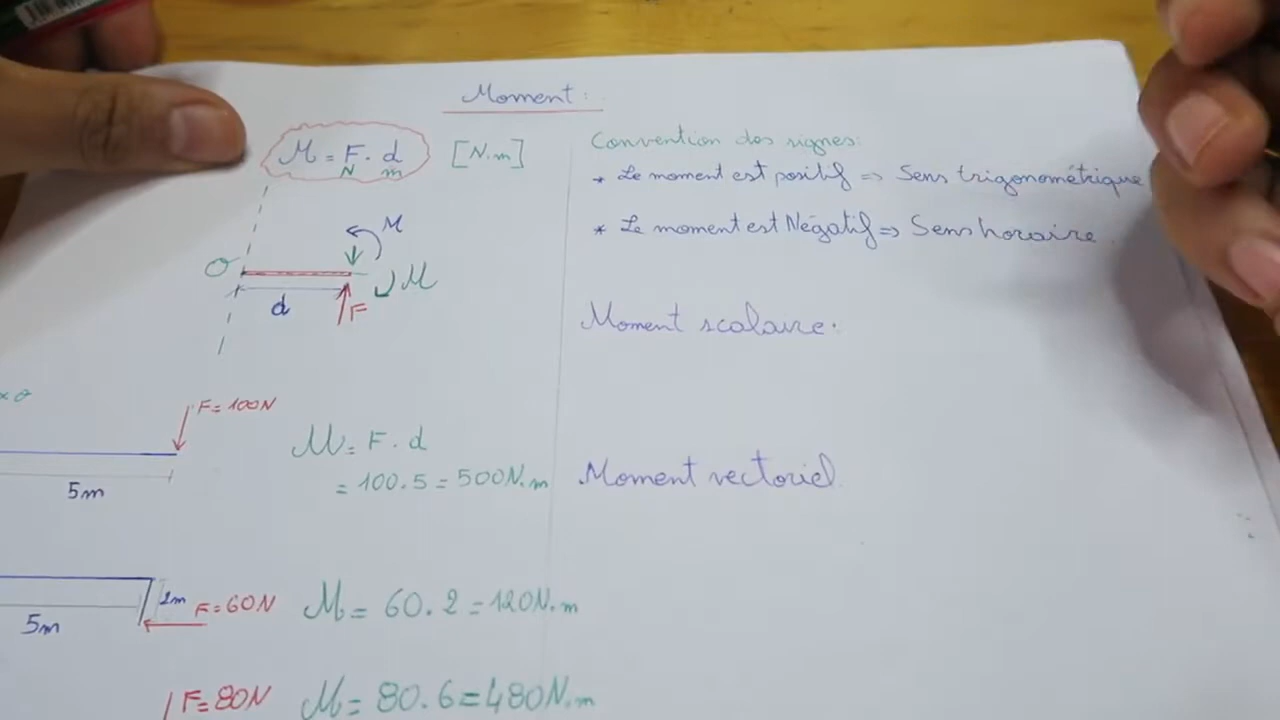 Moment:
M = F . d [N.m]
N m
M
O
M
d
F
F = 100N
5m
M = F . d
= 100.5 = 500N.m
F = 60N
5m
M = 60.2 = 120N.m
F = 80N
M = 80.6 = 480N.m
Convention des signes:
* Le moment est positif => Sens trigonométrique
* Le moment est Négatif => Sens horaire.
Moment scalaire:
Moment vectoriel